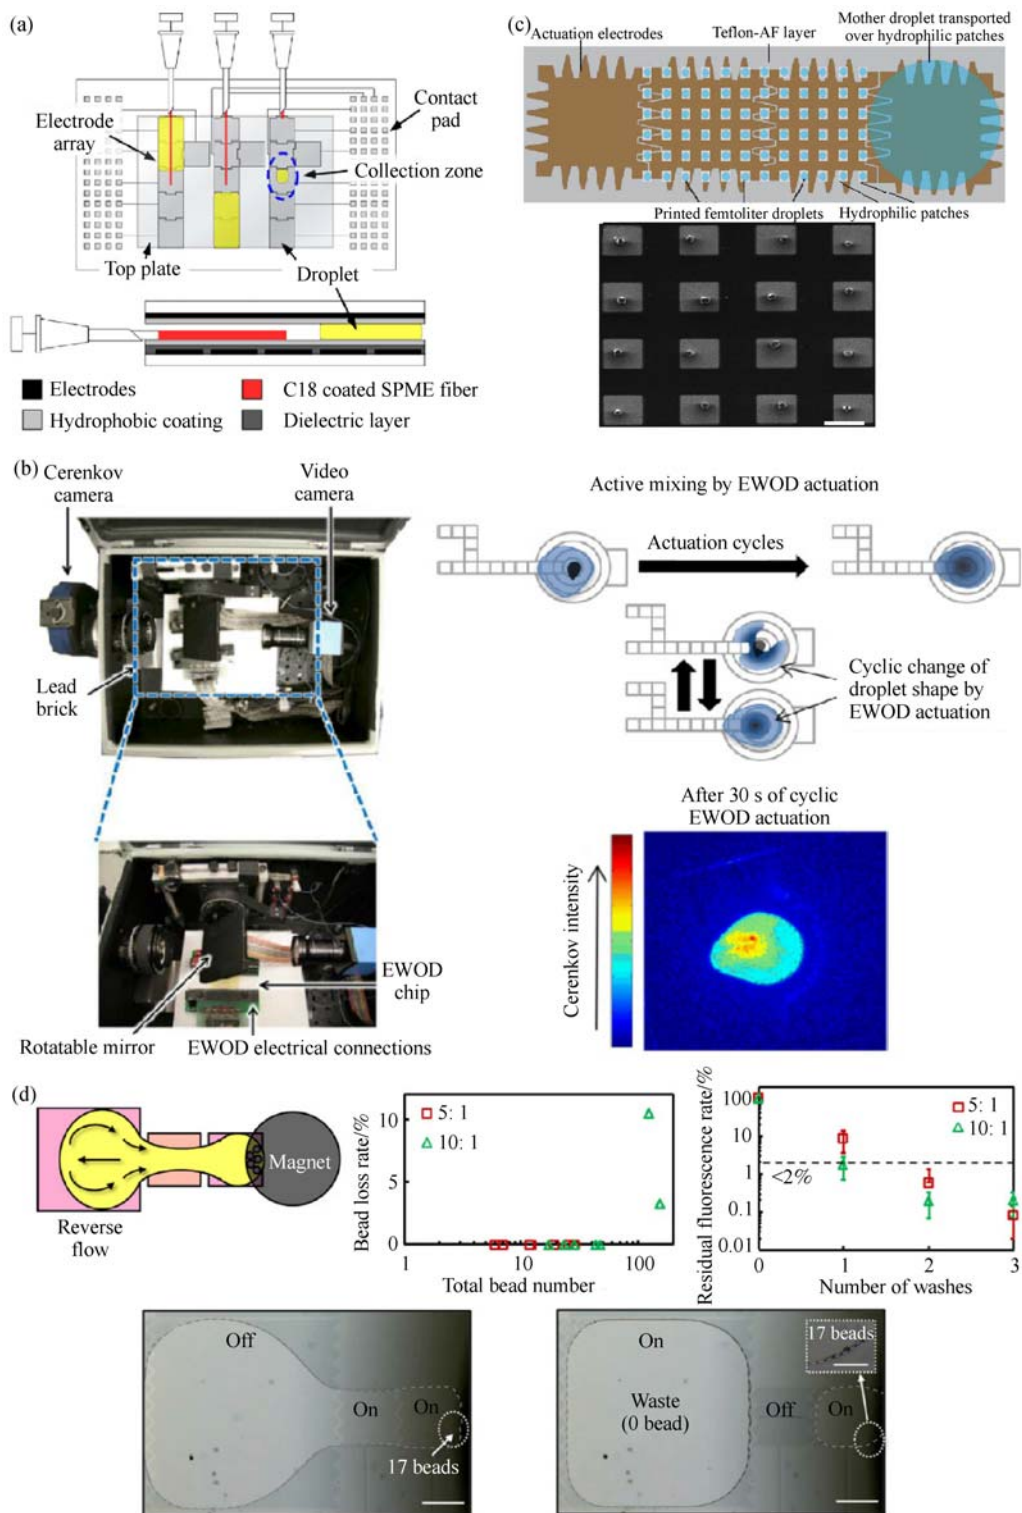 (a)
Electrode
array
Contact
pad
Collection zone
Top plate
Droplet
Electrodes
C18 coated SPME fiber
Hydrophobic coating
Dielectric layer
(c)
Actuation electrodes
Teflon-AF layer
Mother droplet transported
over hydrophilic patches
Printed femtoliter droplets
Hydrophilic patches
(b)
Cerenkov
camera
Video
camera
Lead
brick
EWOD
chip
Rotatable mirror
EWOD electrical connections
Active mixing by EWOD actuation
Actuation cycles
Cyclic change of
droplet shape by
EWOD actuation
After 30 s of cyclic
EWOD actuation
Cerenkov intensity
(d)
Magnet
Reverse
flow
Bead loss rate/%
10
5
0
5: 1
10: 1
1
10
100
Total bead number
Residual fluorescence rate/%
100
10
1
0.1
0.01
5: 1
10: 1
<2%
0
1
2
3
Number of washes
Off
On
On
17 beads
On
Waste
(0 bead)
Off
On
17 beads